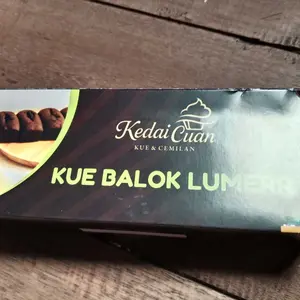 Kedai Cuan
KUE & CEMILAN
KUE BALOK LUMERR